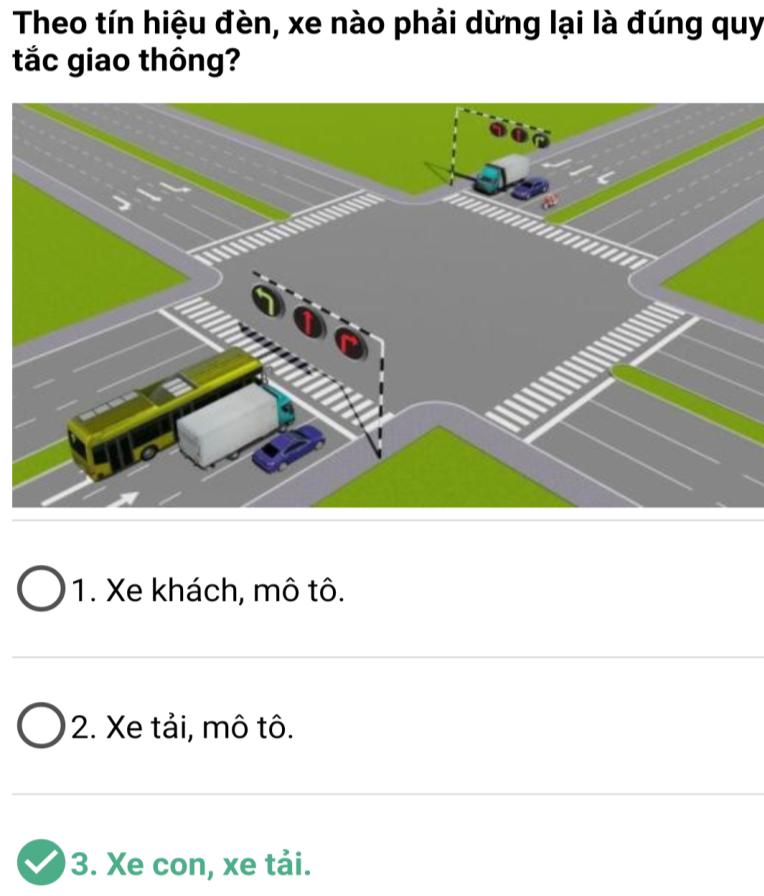 Theo tín hiệu đèn, xe nào phải dừng lại là đúng quy
tắc giao thông?
1. Xe khách, mô tô.
2. Xe tải, mô tô.
3. Xe con, xe tải.